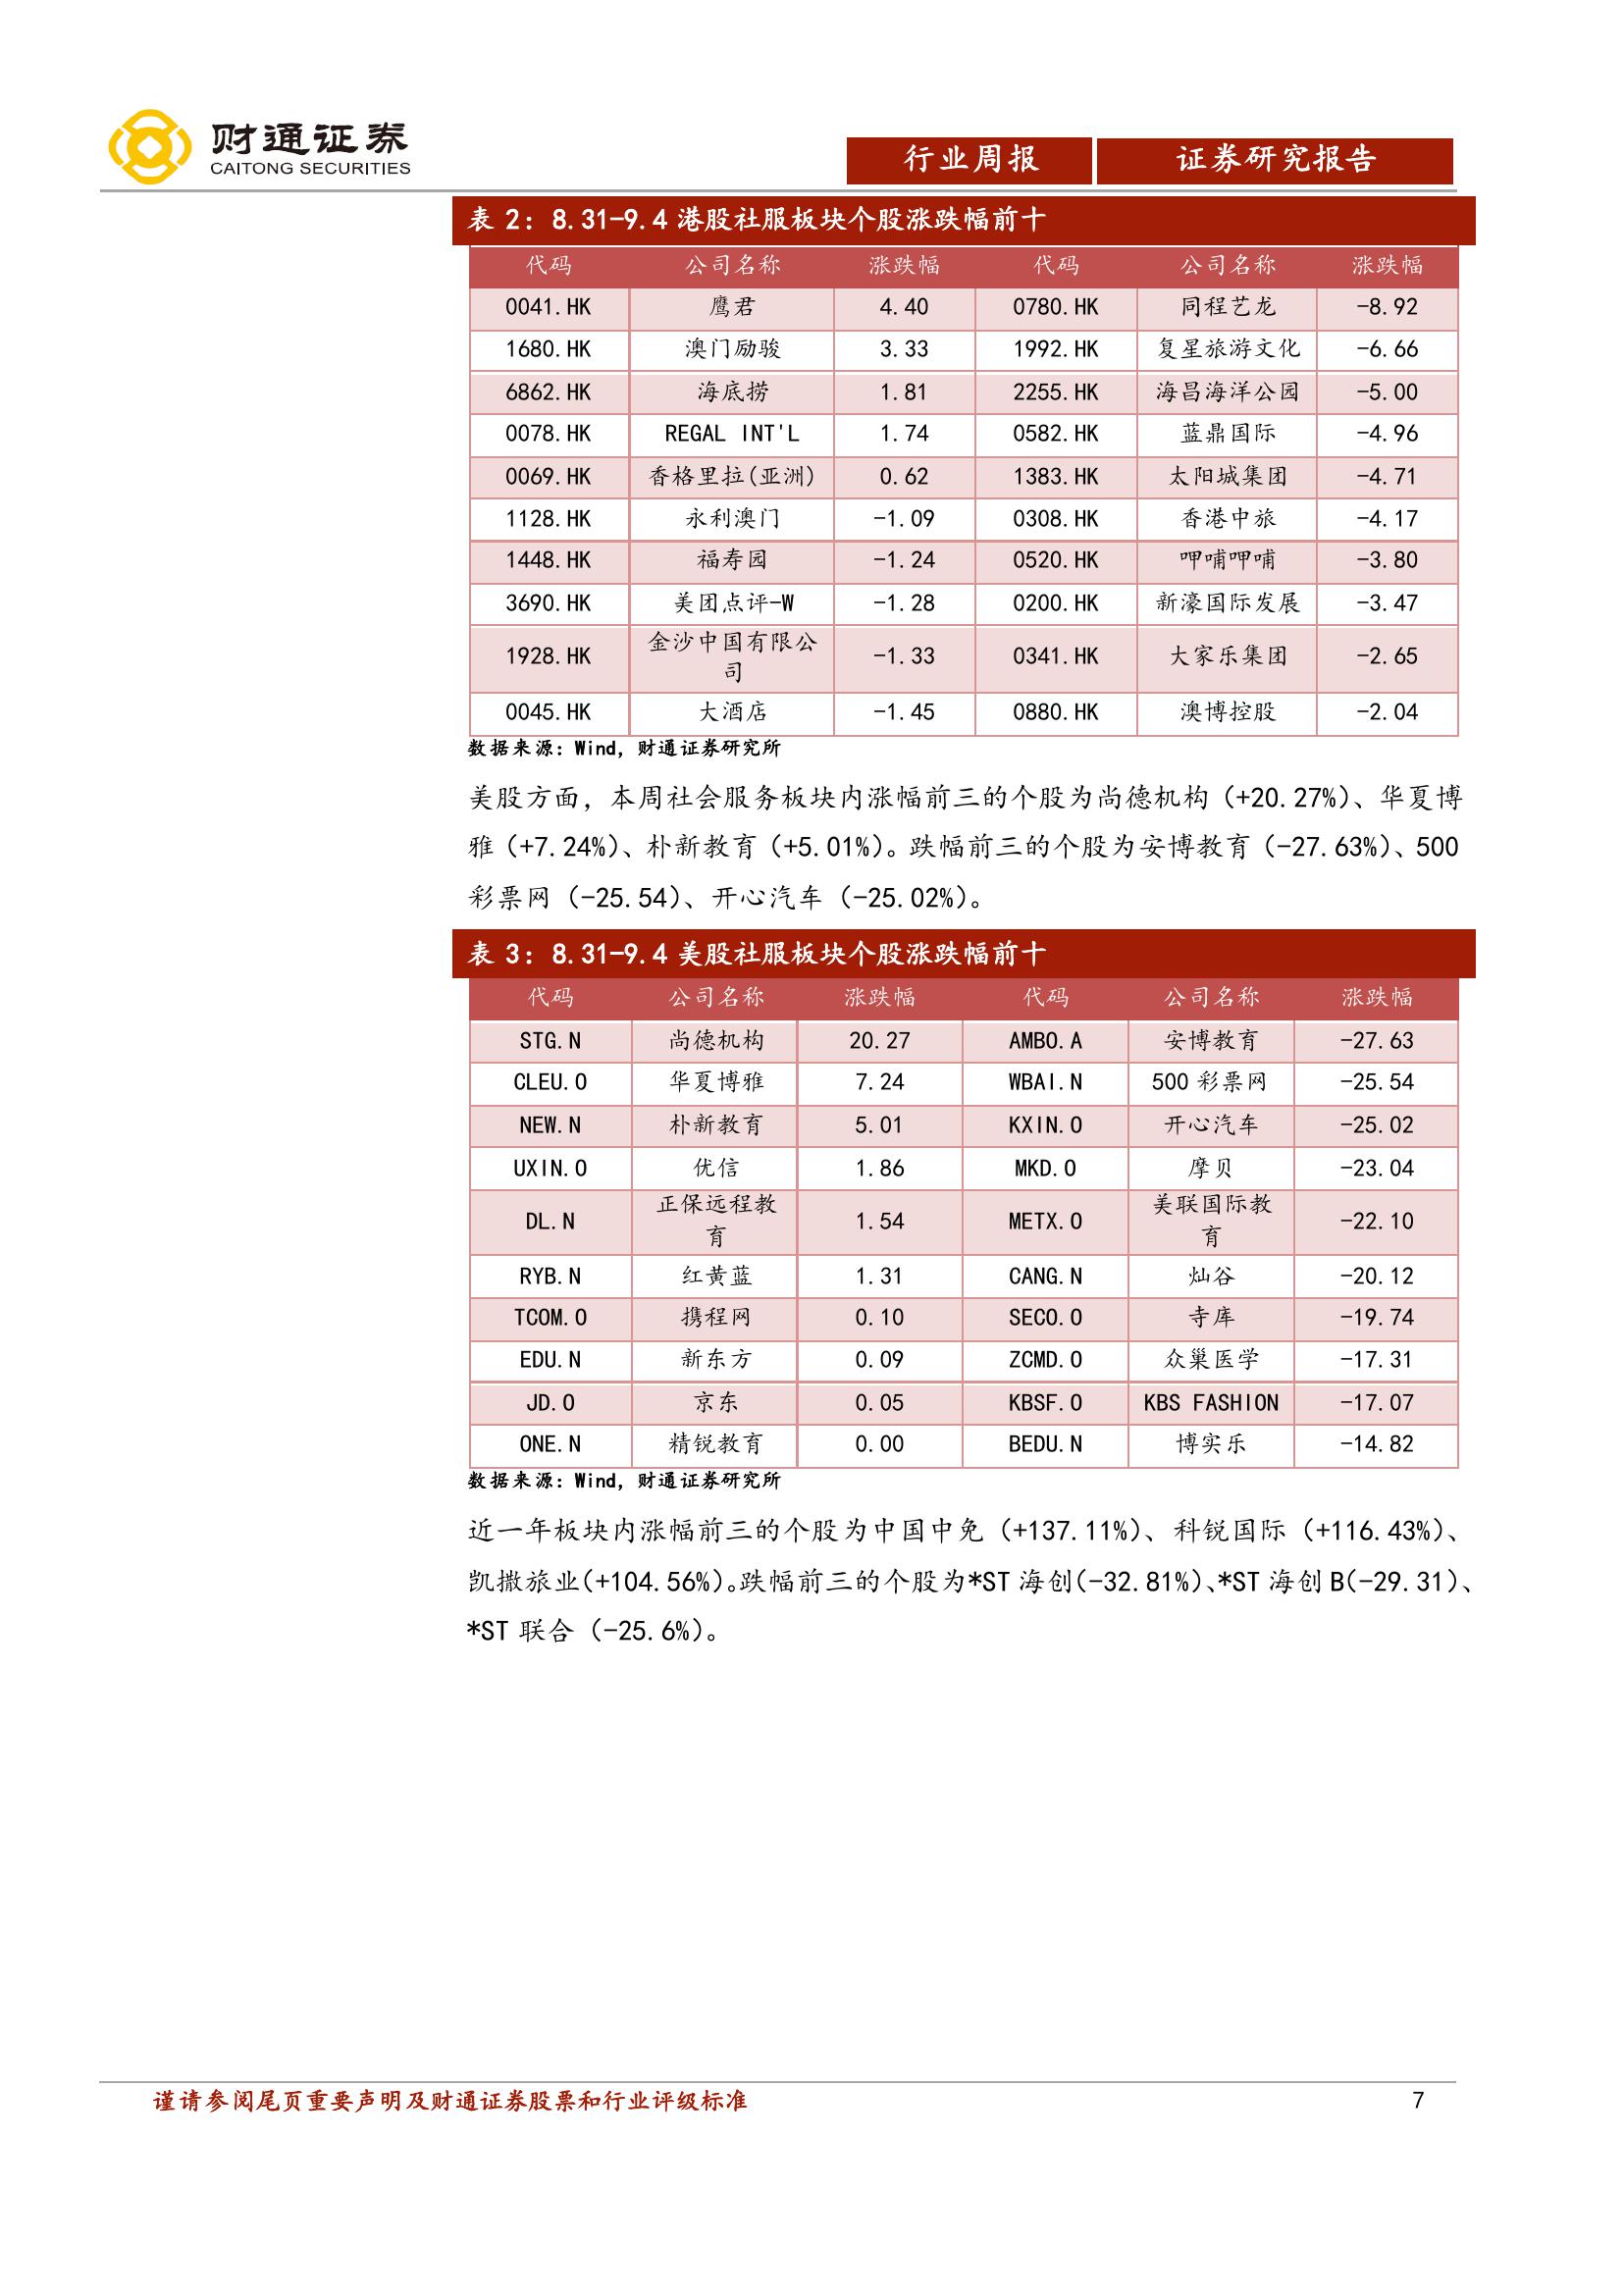 财通证券
CAITONG SECURITIES
行业周报
证券研究报告
表 2：8.31-9.4 港股社服板块个股涨跌幅前十
代码 公司名称 涨跌幅 代码 公司名称 涨跌幅
0041.HK 鹰君 4.40 0780.HK 同程艺龙 -8.92
1680.HK 澳门励骏 3.33 1992.HK 复星旅游文化 -6.66
6862.HK 海底捞 1.81 2255.HK 海昌海洋公园 -5.00
0078.HK REGAL INT'L 1.74 0582.HK 蓝鼎国际 -4.96
0069.HK 香格里拉(亚洲) 0.62 1383.HK 太阳城集团 -4.71
1128.HK 永利澳门 -1.09 0308.HK 香港中旅 -4.17
1448.HK 福寿园 -1.24 0520.HK 呷哺呷哺 -3.80
3690.HK 美团点评-W -1.28 0200.HK 新濠国际发展 -3.47
1928.HK 金沙中国有限公司 -1.33 0341.HK 大家乐集团 -2.65
0045.HK 大酒店 -1.45 0880.HK 澳博控股 -2.04
数据来源：Wind，财通证券研究所
美股方面，本周社会服务板块内涨幅前三的个股为尚德机构（+20.27%）、华夏博
雅（+7.24%）、朴新教育（+5.01%）。跌幅前三的个股为安博教育（-27.63%）、500
彩票网（-25.54）、开心汽车（-25.02%）。
表 3：8.31-9.4 美股社服板块个股涨跌幅前十
代码 公司名称 涨跌幅 代码 公司名称 涨跌幅
STG.N 尚德机构 20.27 AMBO.A 安博教育 -27.63
CLEU.O 华夏博雅 7.24 WBAI.N 500 彩票网 -25.54
NEW.N 朴新教育 5.01 KXIN.O 开心汽车 -25.02
UXIN.O 优信 1.86 MKD.O 摩贝 -23.04
DL.N 正保远程教育 1.54 METX.O 美联国际教育 -22.10
RYB.N 红黄蓝 1.31 CANG.N 灿谷 -20.12
TCOM.O 携程网 0.10 SECO.O 寺库 -19.74
EDU.N 新东方 0.09 ZCMD.O 众巢医学 -17.31
JD.O 京东 0.05 KBSF.O KBS FASHION -17.07
ONE.N 精锐教育 0.00 BEDU.N 博实乐 -14.82
数据来源：Wind，财通证券研究所
近一年板块内涨幅前三的个股为中国中免（+137.11%）、科锐国际（+116.43%）、
凯撒旅业(+104.56%)。跌幅前三的个股为*ST 海创(-32.81%)、*ST 海创 B(-29.31)、
*ST 联合（-25.6%）。
谨请参阅尾页重要声明及财通证券股票和行业评级标准
7